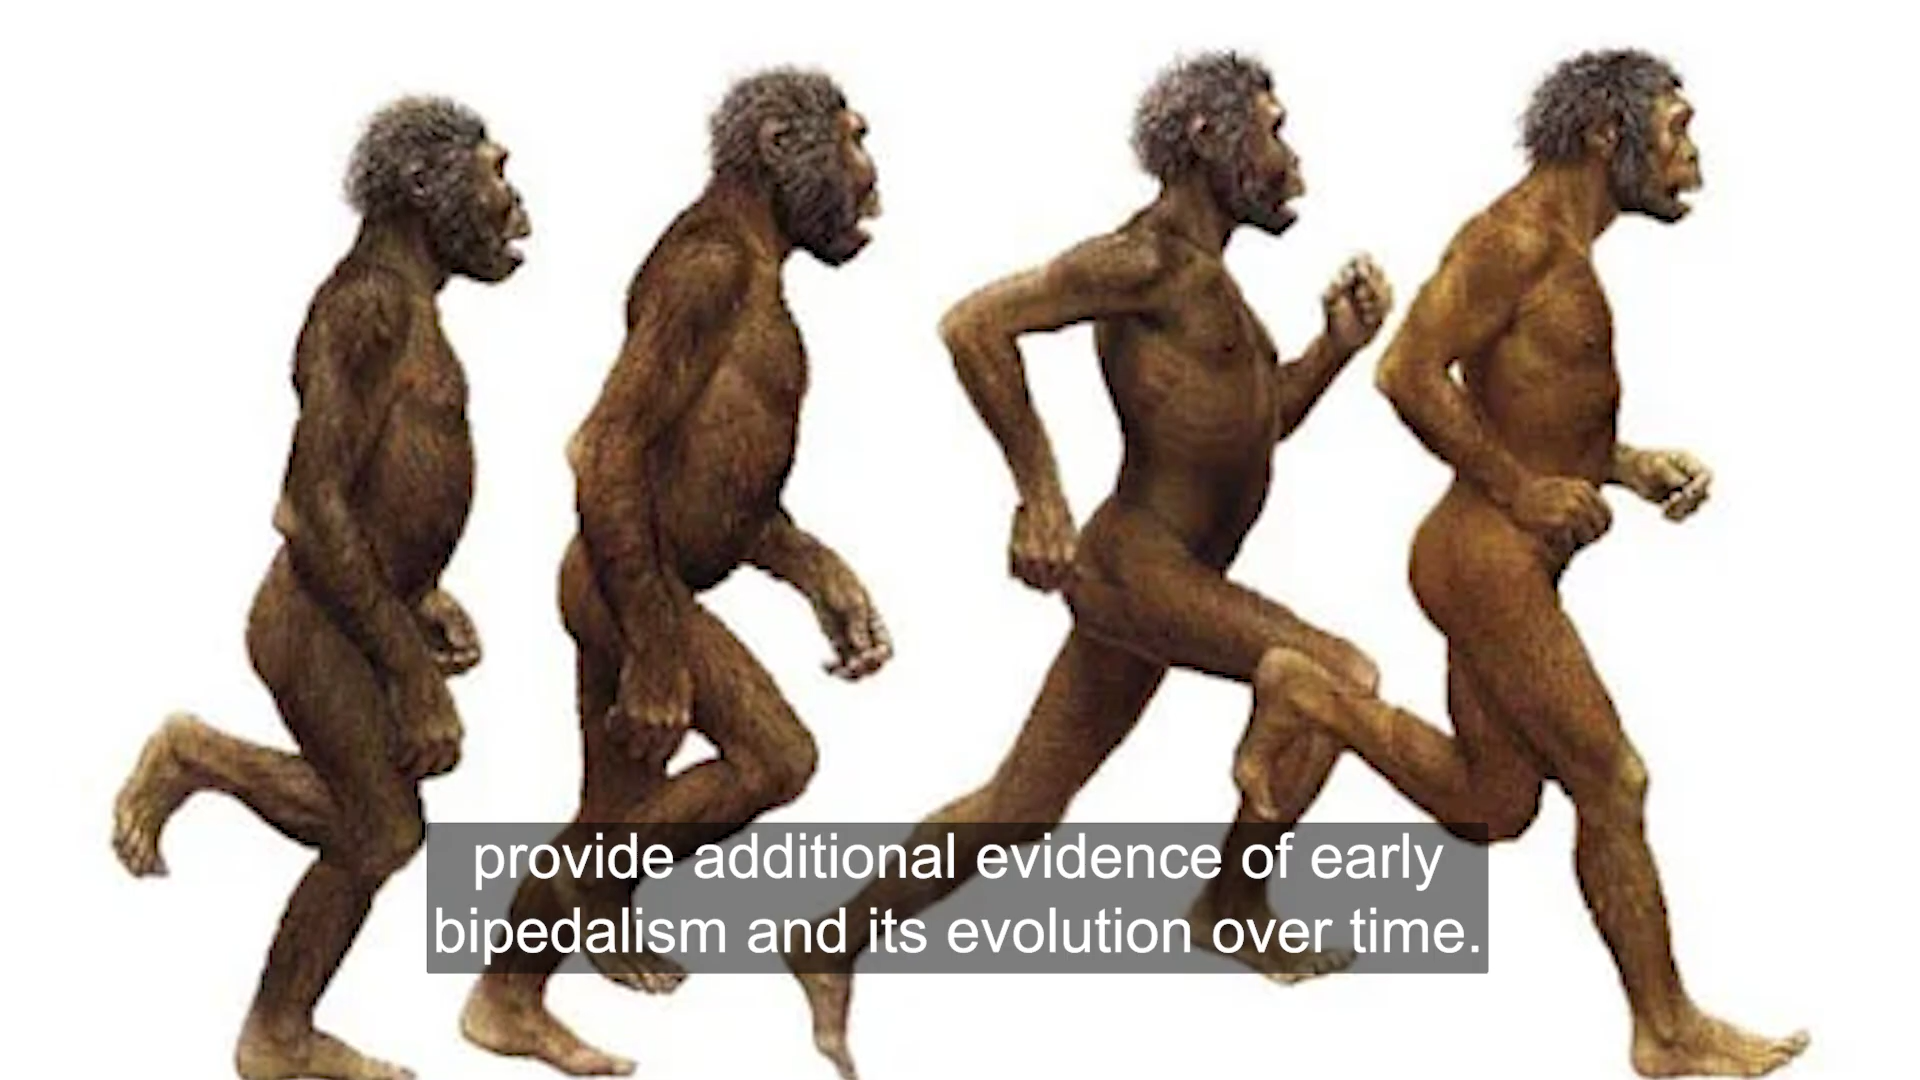 provide additional evidence of early
bipedalism and its evolution over time.